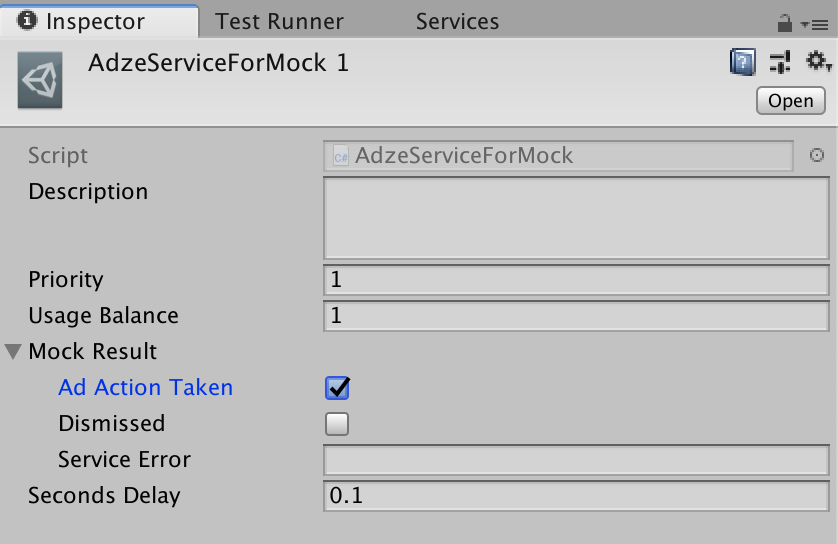 Inspector Test Runner Services
AdzeServiceForMock 1
Open
Script AdzeServiceForMock
Description
Priority 1
Usage Balance 1
Mock Result
Ad Action Taken
Dismissed
Service Error
Seconds Delay 0.1